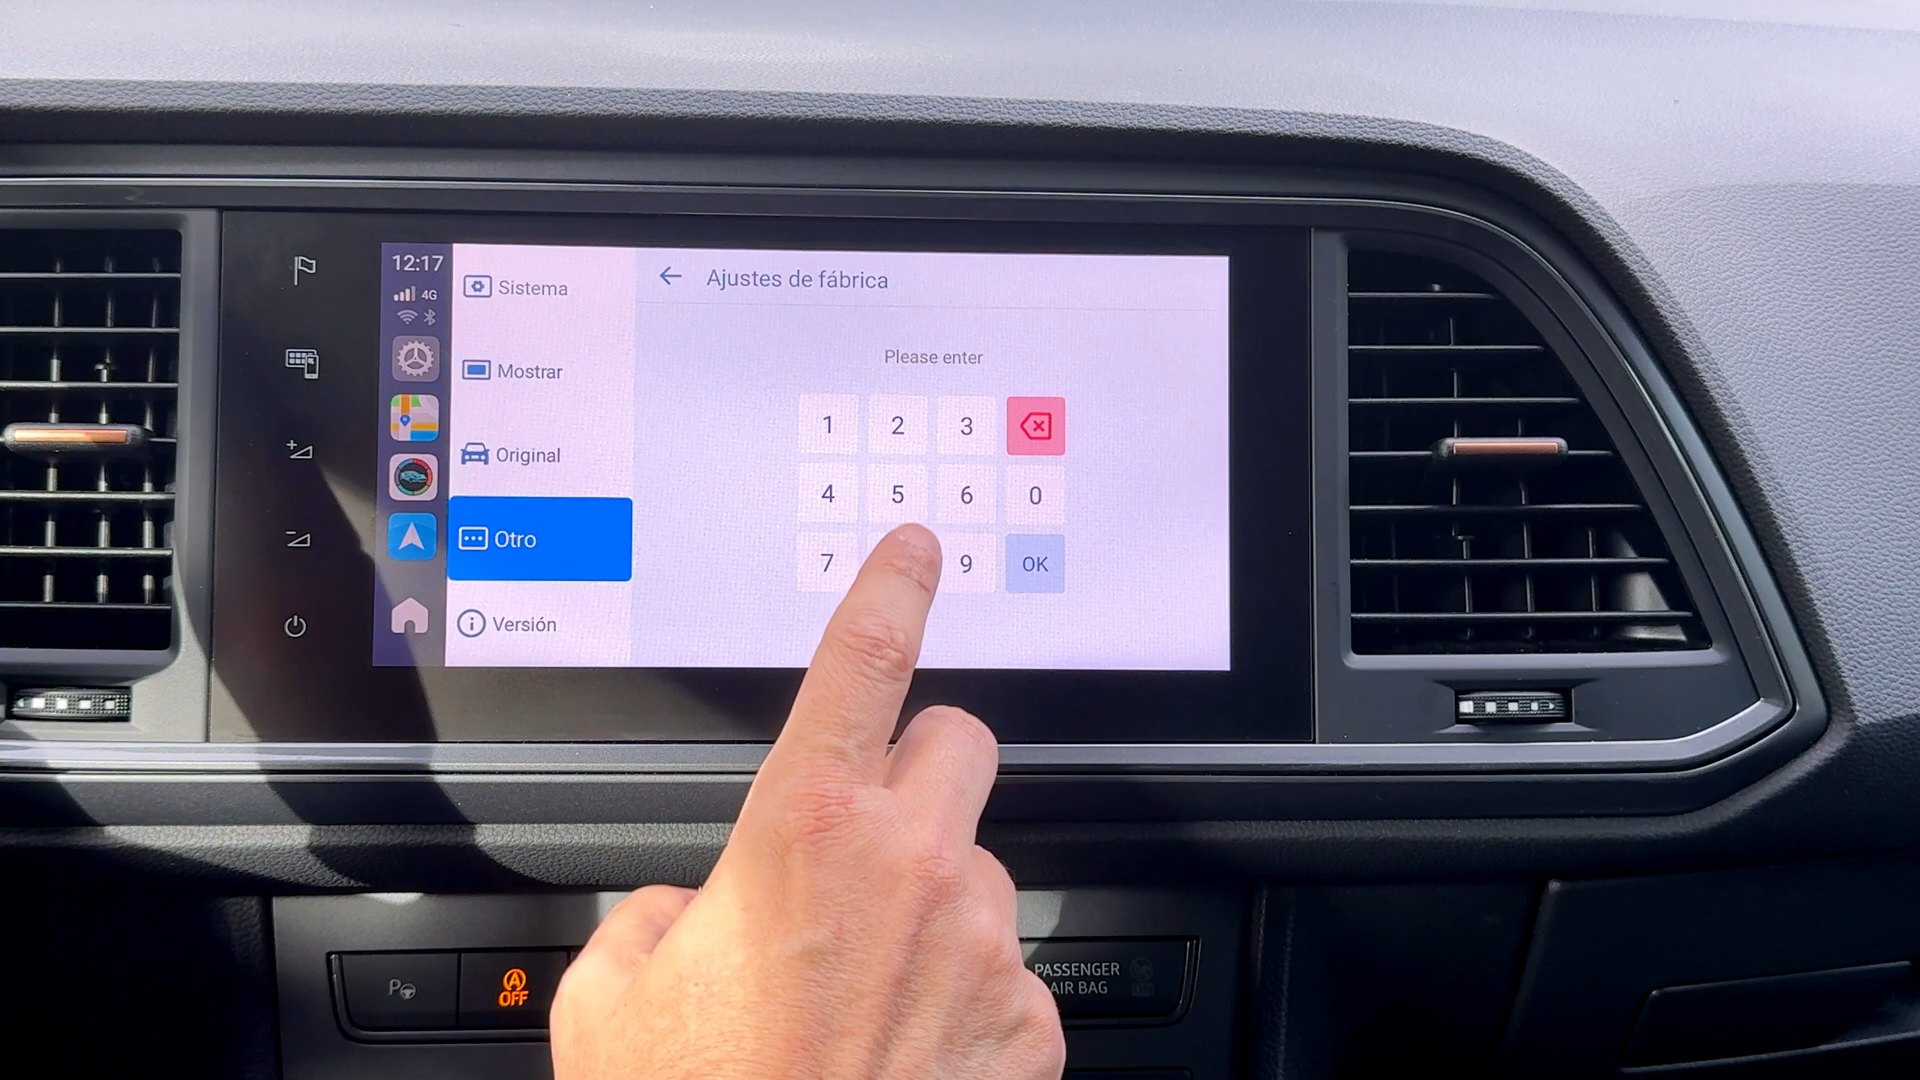 12:17
4G
Sistema
Mostrar
Original
Otro
Versión
Ajustes de fábrica
Please enter
1 2 3
4 5 6 0
7 9 OK
P
A
OFF
PASSENGER
AIR BAG